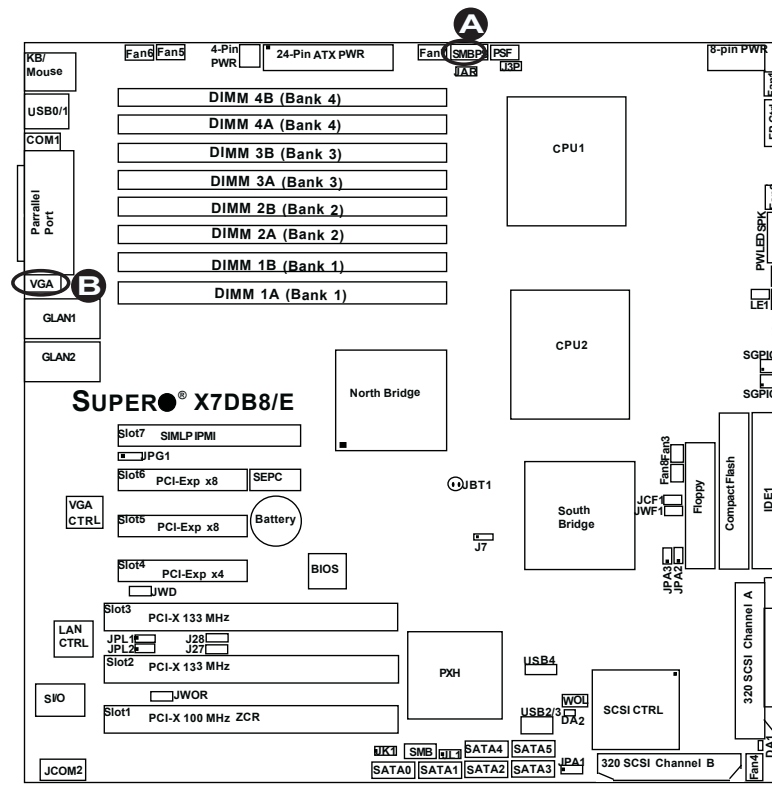 A
KB/
Mouse
Fan6
Fan5
4-Pin
PWR
24-Pin ATX PWR
SMBP
PSF
JAR
J3P
8-pin PWR
USB0/1
COM1
Parrallel
Port
VGA
B
GLAN1
GLAN2
DIMM 4B (Bank 4)
DIMM 4A (Bank 4)
DIMM 3B (Bank 3)
DIMM 3A (Bank 3)
DIMM 2B (Bank 2)
DIMM 2A (Bank 2)
DIMM 1B (Bank 1)
DIMM 1A (Bank 1)
CPU1
CPU2
PWLED
SPK
LE1
SUPER® X7DB8/E
North Bridge
Slot7
SIMLP IPMI
JPG1
Slot6
PCI-Exp x8
SEPC
VGA
CTRL
Slot5
PCI-Exp x8
Battery
JBT1
J7
South
Bridge
Fan8
Fan3
JCF1
JWF1
Floppy
Compact Flash
IDE1
JPA3
JPA2
Slot4
PCI-Exp x4
BIOS
JWD
Slot3
PCI-X 133 MHz
LAN
CTRL
JPL1
JPL2
J28
J27
Slot2
PCI-X 133 MHz
PXH
USB4
SCSI CTRL
320 SCSI Channel A
SI/O
JWOR
WOL
DA2
USB2/3
Slot1
PCI-X 100 MHz ZCR
JCOM2
JK1
SMB
JL1
SATA4
SATA5
SATA0
SATA1
SATA2
SATA3
JPA1
320 SCSI Channel B
Fan4
DA1